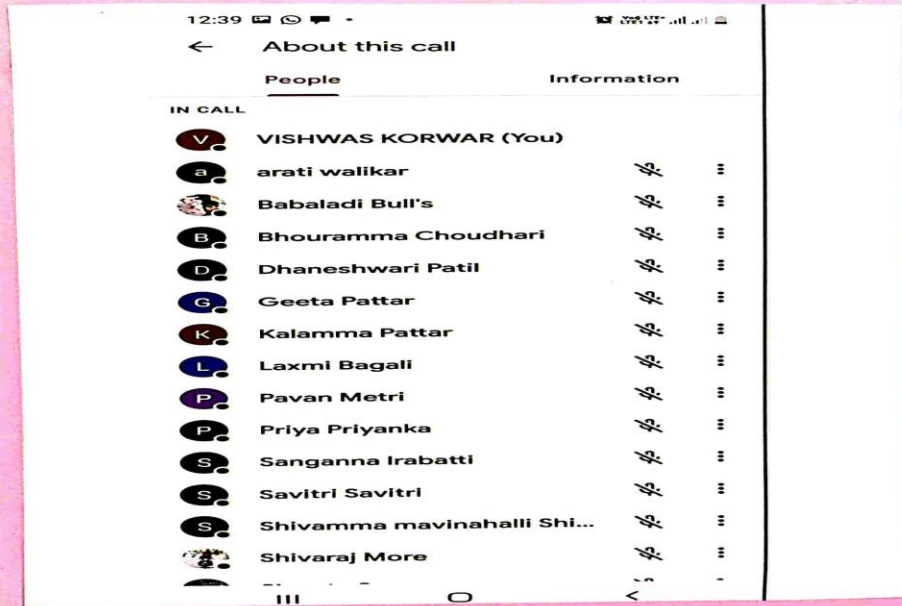 12:39
← About this call
People Information
IN CALL
V VISHWAS KORWAR (You)
a arati walikar
Babaladi Bull's
B Bhouramma Choudhari
D Dhaneshwari Patil
G Geeta Pattar
K Kalamma Pattar
L Laxmi Bagali
P Pavan Metri
P Priya Priyanka
S Sanganna Irabatti
S Savitri Savitri
S Shivamma mavinahalli Shi...
Shivaraj More